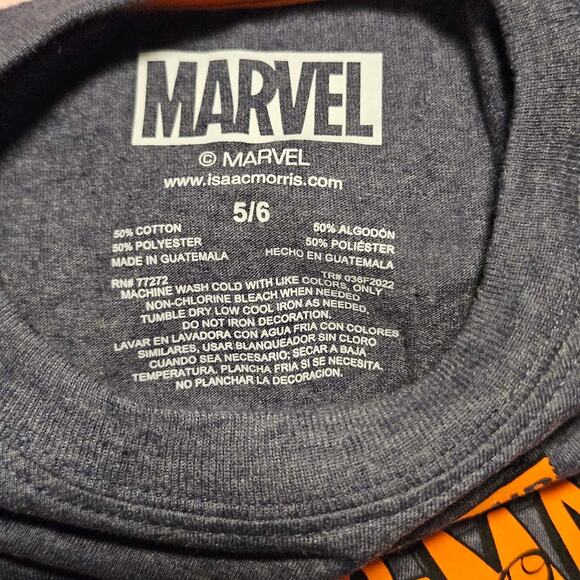 MARVEL
© MARVEL
www.isaacmorris.com
5/6
50% COTTON
50% POLYESTER
MADE IN GUATEMALA
50% ALGODÓN
50% POLIÉSTER
HECHO EN GUATEMALA
RN# 77272
TR# 036F2022
MACHINE WASH COLD WITH LIKE COLORS, ONLY
NON-CHLORINE BLEACH WHEN NEEDED
TUMBLE DRY LOW COOL IRON AS NEEDED,
DO NOT IRON DECORATION.
LAVAR EN LAVADORA CON AGUA FRIA CON COLORES
SIMILARES, USAR BLANQUEADOR SIN CLORO
CUANDO SEA NECESARIO; SECAR A BAJA
TEMPERATURA, PLANCHA FRIA SI SE NECESITA.
NO PLANCHAR LA DECORACION.